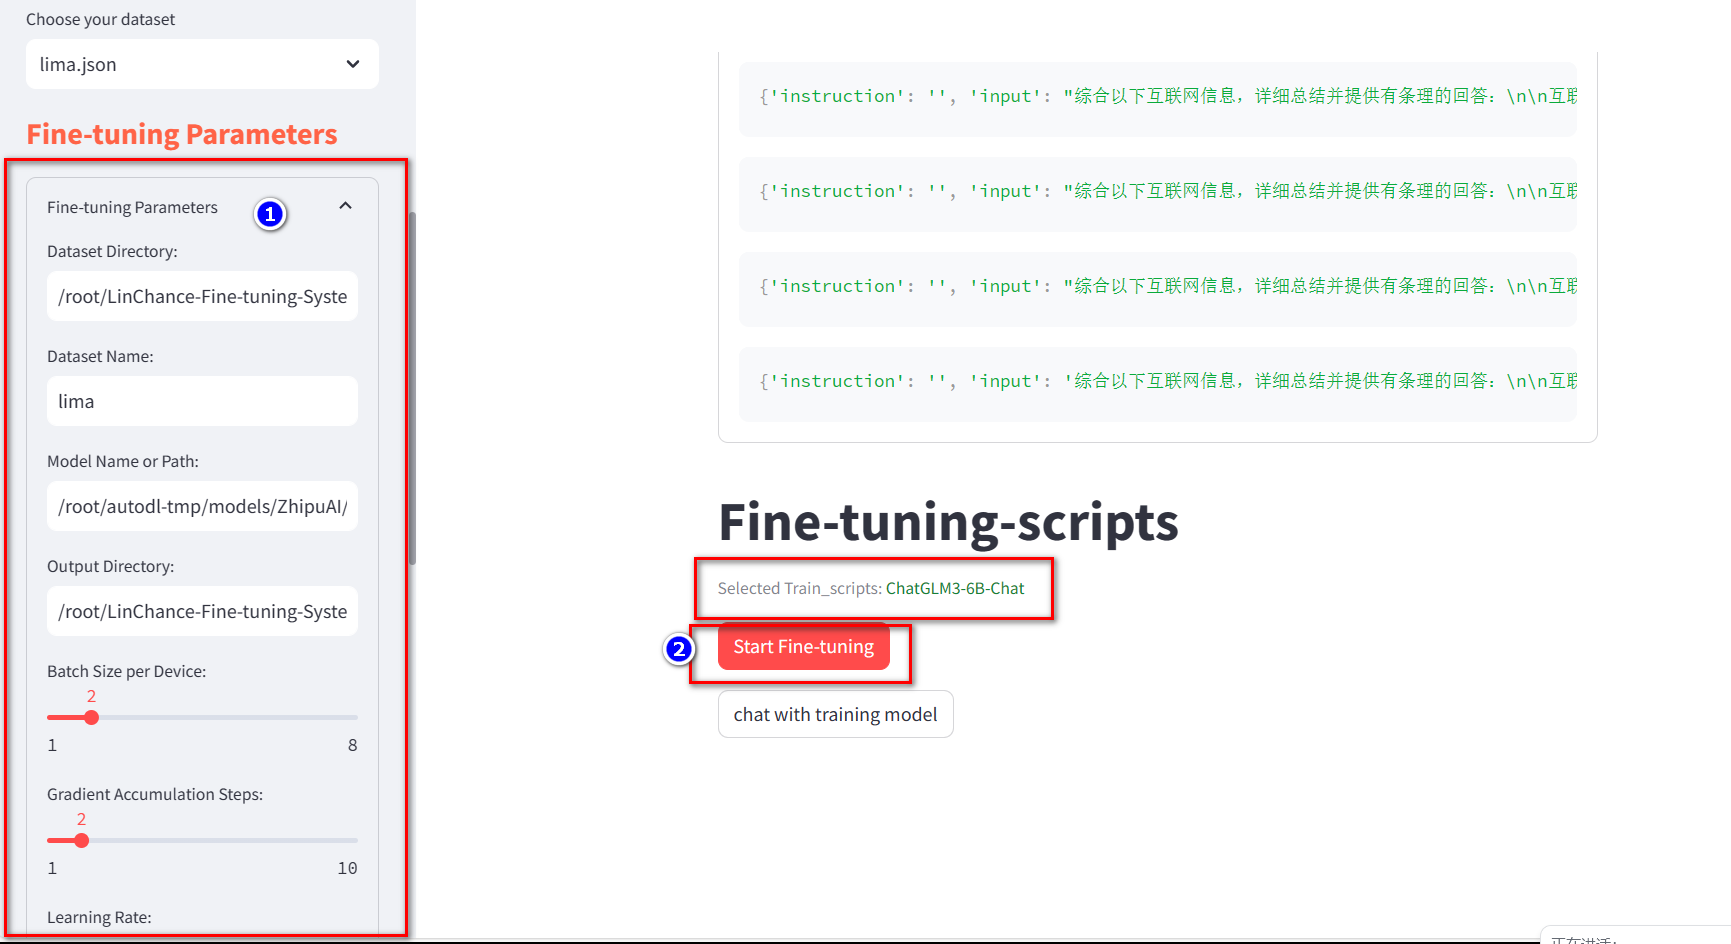 Choose your dataset
lima.json
Fine-tuning Parameters
Fine-tuning Parameters
1
Dataset Directory:
/root/LinChance-Fine-tuning-Syste
Dataset Name:
lima
Model Name or Path:
/root/autodl-tmp/models/ZhipuAI/
Output Directory:
/root/LinChance-Fine-tuning-Syste
Batch Size per Device:
2
1 8
Gradient Accumulation Steps:
2
1 10
Learning Rate:
{'instruction': '', 'input': "综合以下互联网信息，详细总结并提供有条理的回答：\n\n互联
{'instruction': '', 'input': "综合以下互联网信息，详细总结并提供有条理的回答：\n\n互联
{'instruction': '', 'input': "综合以下互联网信息，详细总结并提供有条理的回答：\n\n互联
{'instruction': '', 'input': '综合以下互联网信息，详细总结并提供有条理的回答：\n\n互联
Fine-tuning-scripts
Selected Train_scripts: ChatGLM3-6B-Chat
2
Start Fine-tuning
chat with training model
正在讲话: